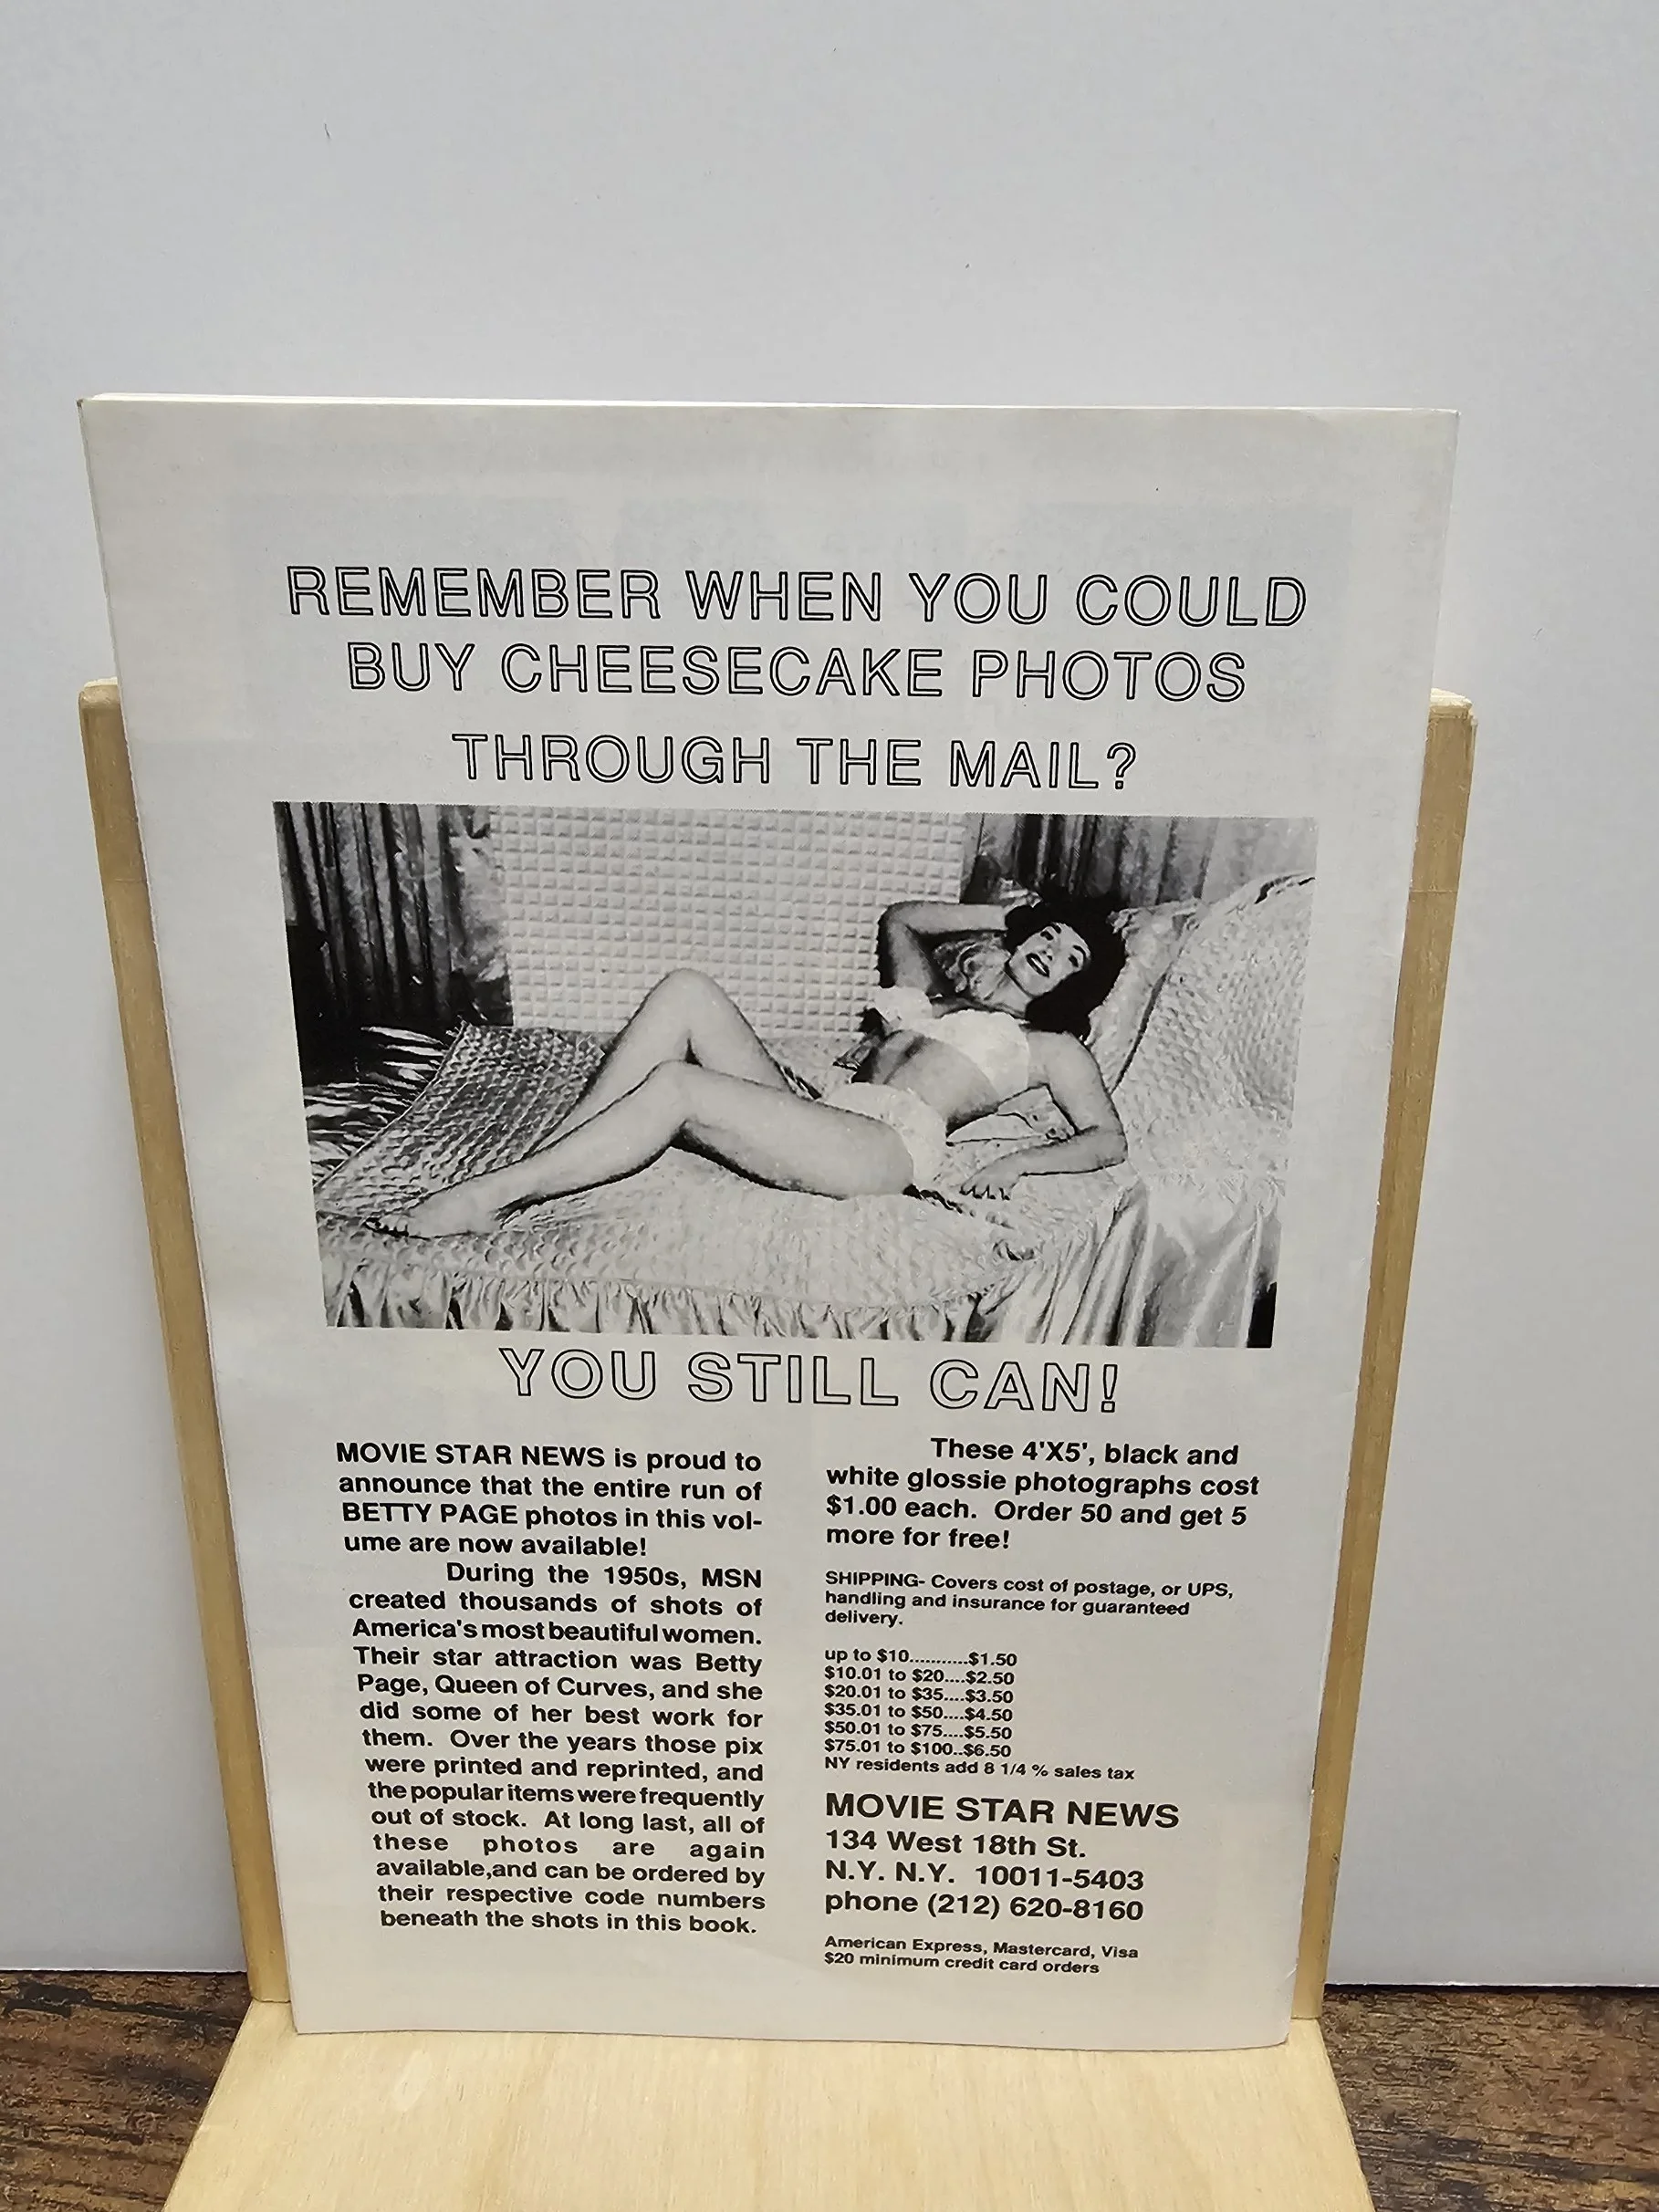 REMEMBER WHEN YOU COULD
BUY CHEESECAKE PHOTOS
THROUGH THE MAIL?
YOU STILL CAN!
MOVIE STAR NEWS is proud to
announce that the entire run of
BETTY PAGE photos in this vol-
ume are now available!
During the 1950s, MSN
created thousands of shots of
America's most beautiful women.
Their star attraction was Betty
Page, Queen of Curves, and she
did some of her best work for
them. Over the years those pix
were printed and reprinted, and
the popular items were frequently
out of stock. At long last, all of
these photos are again
available,and can be ordered by
their respective code numbers
beneath the shots in this book.
These 4'X5', black and
white glossie photographs cost
$1.00 each. Order 50 and get 5
more for free!
SHIPPING- Covers cost of postage, or UPS,
handling and insurance for guaranteed
delivery.
up to $10...........$1.50
$10.01 to $20....$2.50
$20.01 to $35....$3.50
$35.01 to $50....$4.50
$50.01 to $75....$5.50
$75.01 to $100..$6.50
NY residents add 8 1/4 % sales tax
MOVIE STAR NEWS
134 West 18th St.
N.Y. N.Y. 10011-5403
phone (212) 620-8160
American Express, Mastercard, Visa
$20 minimum credit card orders